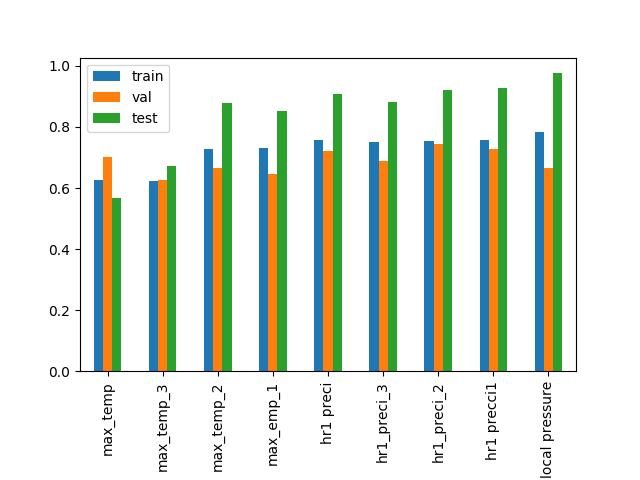 train
val
test
1.0
0.8
0.6
0.4
0.2
0.0
max_temp
max_temp_3
max_temp_2
max_emp_1
hr1 preci
hr1_preci_3
hr1_preci_2
hr1 precci1
local pressure